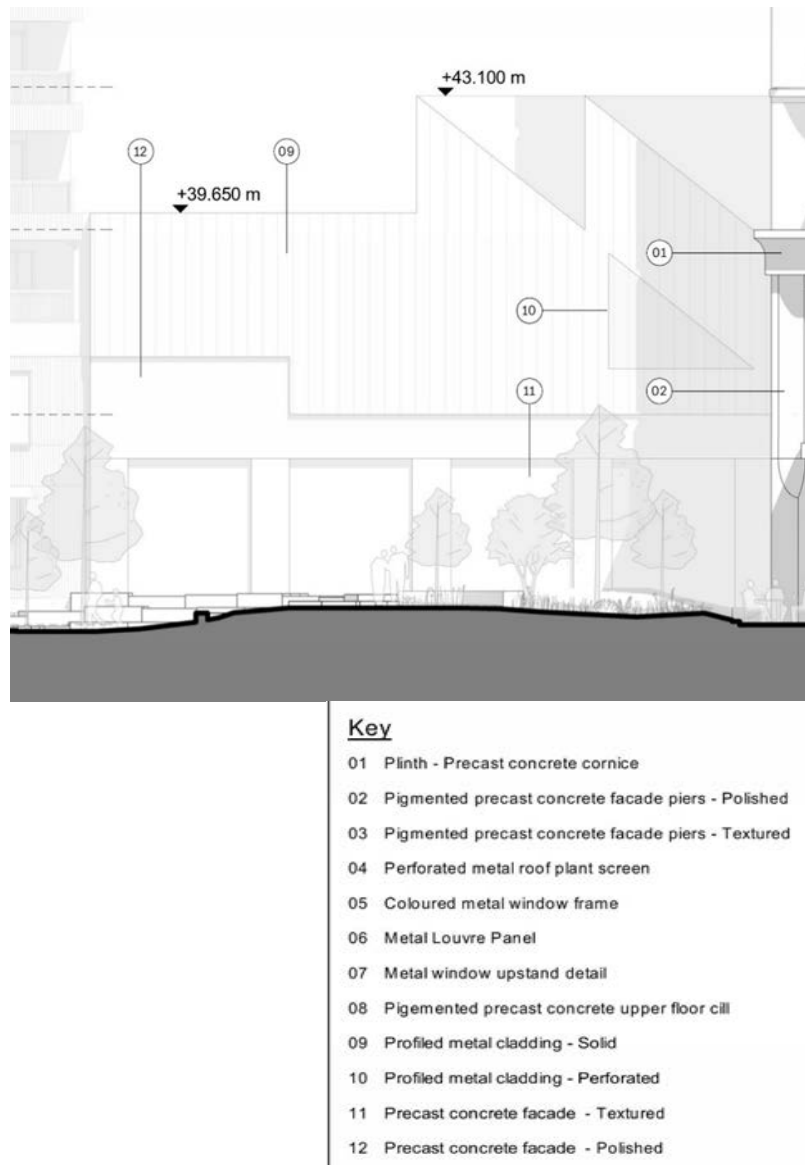 +43.100 m
12
09
+39.650 m
01
10
11
02
Key
01 Plinth - Precast concrete cornice
02 Pigmented precast concrete facade piers - Polished
03 Pigmented precast concrete facade piers - Textured
04 Perforated metal roof plant screen
05 Coloured metal window frame
06 Metal Louvre Panel
07 Metal window upstand detail
08 Pigemented precast concrete upper floor cill
09 Profiled metal cladding - Solid
10 Profiled metal cladding - Perforated
11 Precast concrete facade - Textured
12 Precast concrete facade - Polished